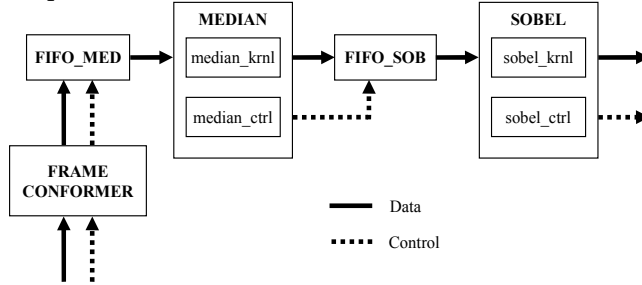 MEDIAN
SOBEL
FIFO_MED
median_krnl
FIFO_SOB
sobel_krnl
median_ctrl
sobel_ctrl
FRAME
CONFORMER
Data
Control